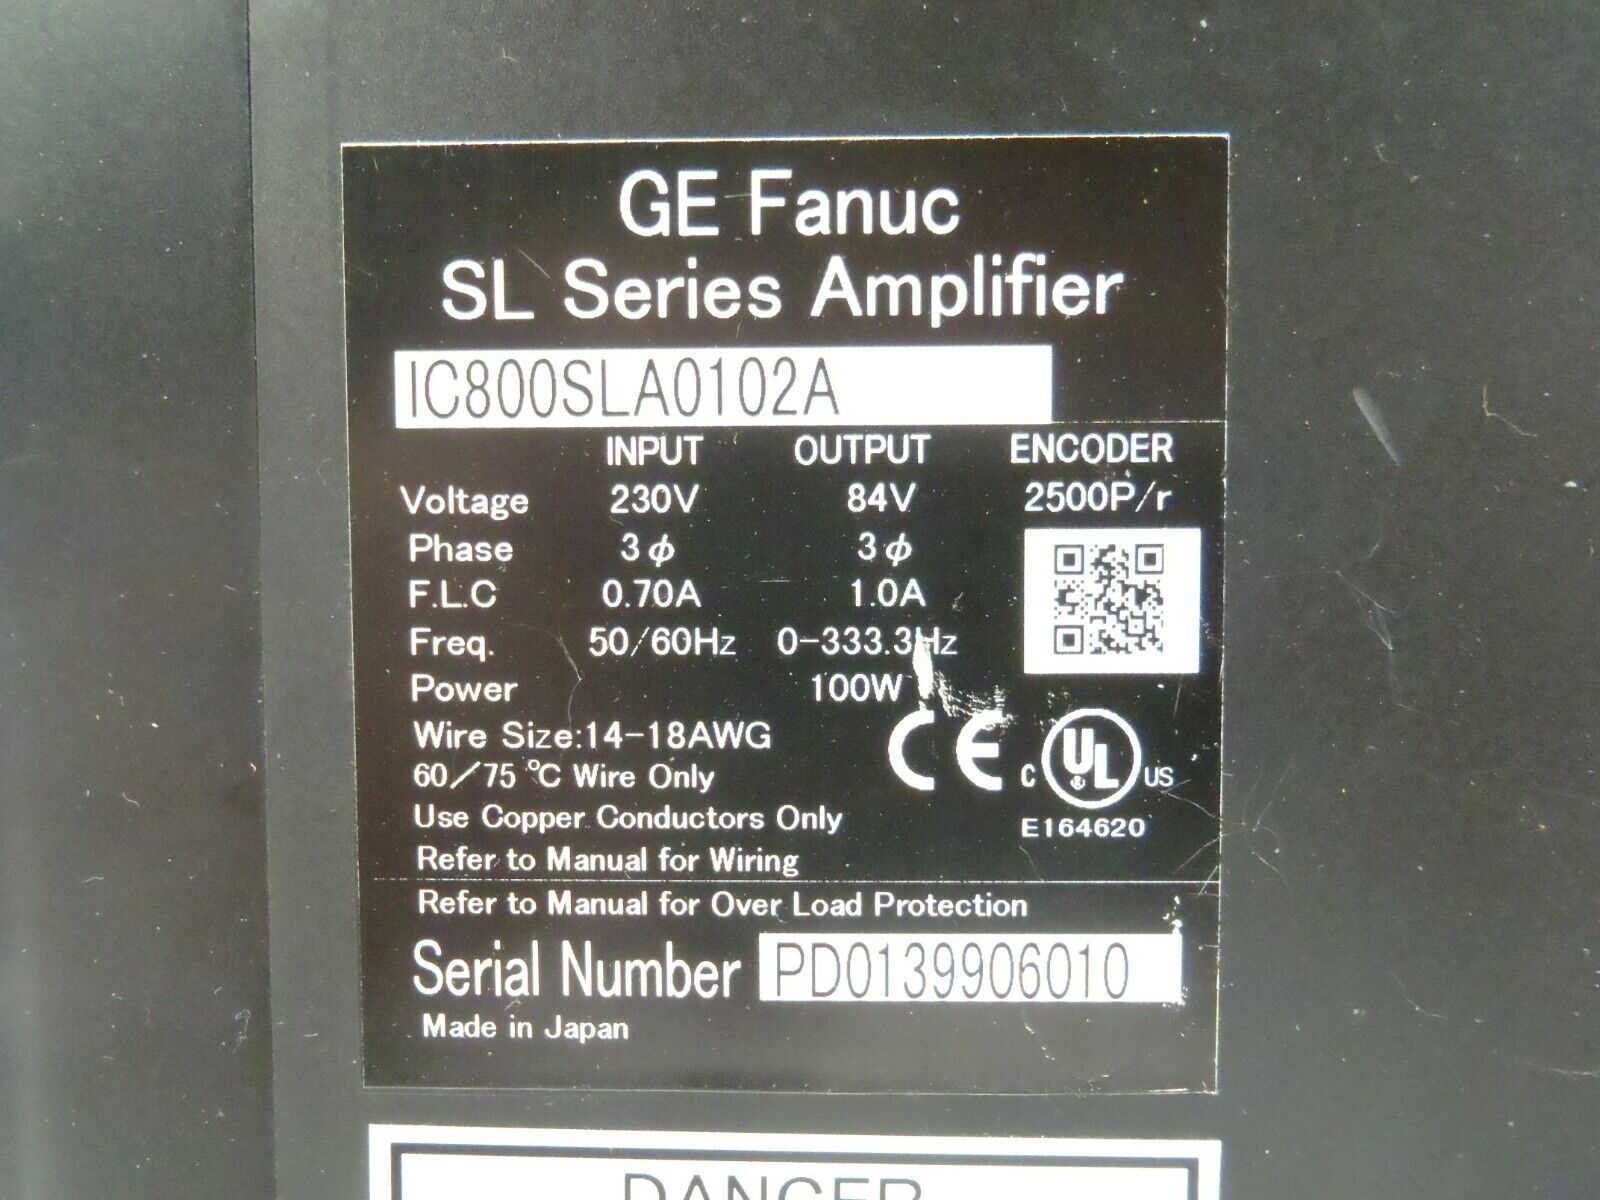 GE Fanuc
SL Series Amplifier
IC800SLA0102A
INPUT OUTPUT ENCODER
Voltage 230V 84V 2500P/r
Phase 3ϕ 3ϕ
F.L.C 0.70A 1.0A
Freq. 50/60Hz 0-333.3Hz
Power 100W
Wire Size:14-18AWG
60/75℃ Wire Only
Use Copper Conductors Only
Refer to Manual for Wiring
CE
C UL ® US
E164620
Refer to Manual for Over Load Protection
Serial Number PD0139906010
Made in Japan
DANGER